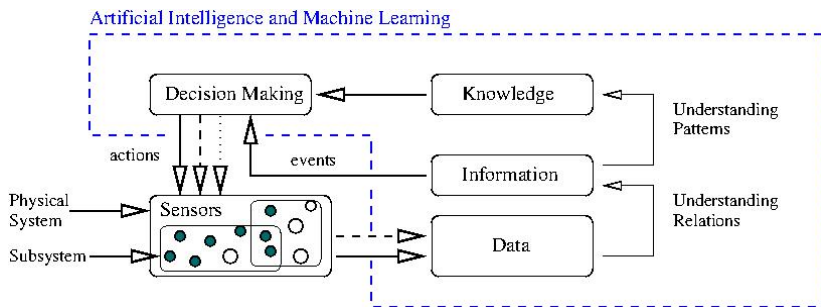 Artificial Intelligence and Machine Learning
Decision Making
Knowledge
Understanding
Patterns
actions
events
Information
Physical
System
Sensors
Understanding
Relations
Subsystem
Data